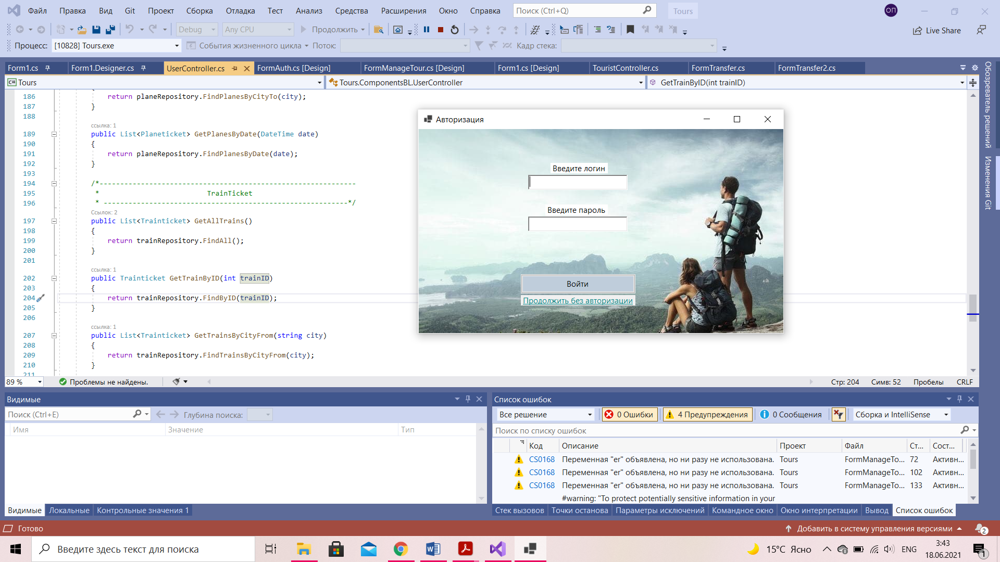 Файл Правка Вид Git Проект Сборка Отладка Тест Анализ Средства Расширения Окно Справка Поиск (Ctrl+Q) Tours ОП
Debug Any CPU Продолжить Live Share
Процесс: [10828] Tours.exe События жизненного цикла Поток: Кадр стека:
Form1.cs Form1.Designer.cs UserController.cs FormAuth.cs [Design] FormManageTour.cs [Design] Form1.cs [Design] TouristController.cs FormTransfer.cs FormTransfer2.cs
C# Tours Tours.ComponentsBL.UserController GetTrainByID(int trainID)
Обозреватель решений
Изменения Git
186 return planeRepository.FindPlanesByCityTo(city);
187 }
188
ссылка: 1
189 public List<Planeticket> GetPlanesByDate(DateTime date)
190 {
191 return planeRepository.FindPlanesByDate(date);
192 }
193
194 /*--------------------------------------------------------------
195 * TrainTicket
196 * -----------------------------------------------------------*/
Ссылок: 2
197 public List<Trainticket> GetAllTrains()
198 {
199 return trainRepository.FindAll();
200 }
201
ссылка: 1
202 public Trainticket GetTrainByID(int trainID)
203 {
204 return trainRepository.FindByID(trainID);
205 }
206
ссылка: 1
207 public List<Trainticket> GetTrainsByCityFrom(string city)
208 {
209 return trainRepository.FindTrainsByCityFrom(city);
210 }
211
Авторизация
Введите логин
Введите пароль
Войти
Продолжить без авторизации
89 % Проблемы не найдены. Стр: 204 Симв: 52 Пробелы CRLF
Видимые
Поиск (Ctrl+E) Глубина поиска:
Имя Значение Тип
Видимые Локальные Контрольные значения 1
Список ошибок
Все решение 0 Ошибки 4 Предупреждения 0 Сообщения Сборка и IntelliSense
Поиск по списку ошибок
Код Описание Проект Файл Ст... Сост...
CS0168 Переменная "er" объявлена, но ни разу не использована. Tours FormManageTo... 72 Активн...
CS0168 Переменная "er" объявлена, но ни разу не использована. Tours FormManageTo... 102 Активн...
CS0168 Переменная "er" объявлена, но ни разу не использована. Tours FormManageTo... 133 Активн...
#warning: "To protect potentially sensitive information in your
Стек вызовов Точки останова Параметры исключений Командное окно Окно интерпретации Вывод Список ошибок
Готово Добавить в систему управления версиями 2
Введите здесь текст для поиска 15°C Ясно ENG 3:43
18.06.2021 1